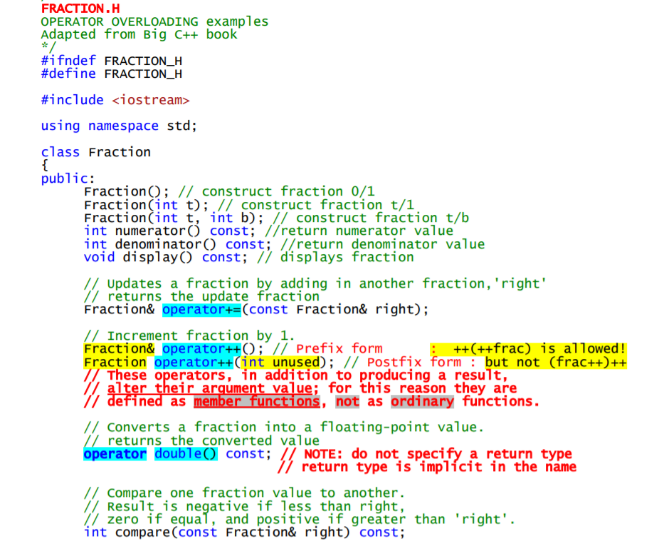 FRACTION.H
OPERATOR OVERLOADING examples
Adapted from Big C++ book
*/
#ifndef FRACTION_H
#define FRACTION_H
#include <iostream>
using namespace std;
class Fraction
{
public:
Fraction(); // construct fraction 0/1
Fraction(int t); // construct fraction t/1
Fraction(int t, int b); // construct fraction t/b
int numerator() const; //return numerator value
int denominator() const; //return denominator value
void display() const; // displays fraction
// Updates a fraction by adding in another fraction,'right'
// returns the update fraction
Fraction& operator+=(const Fraction& right);
// Increment fraction by 1.
Fraction& operator++(); // Prefix form : ++(++frac) is allowed!
Fraction operator++(int unused); // Postfix form : but not (frac++)++
// These operators, in addition to producing a result,
// alter their argument value; for this reason they are
// defined as member functions, not as ordinary functions.
// Converts a fraction into a floating-point value.
// returns the converted value
operator double() const; // NOTE: do not specify a return type
// return type is implicit in the name
// Compare one fraction value to another.
// Result is negative if less than right,
// zero if equal, and positive if greater than 'right'.
int compare(const Fraction& right) const;